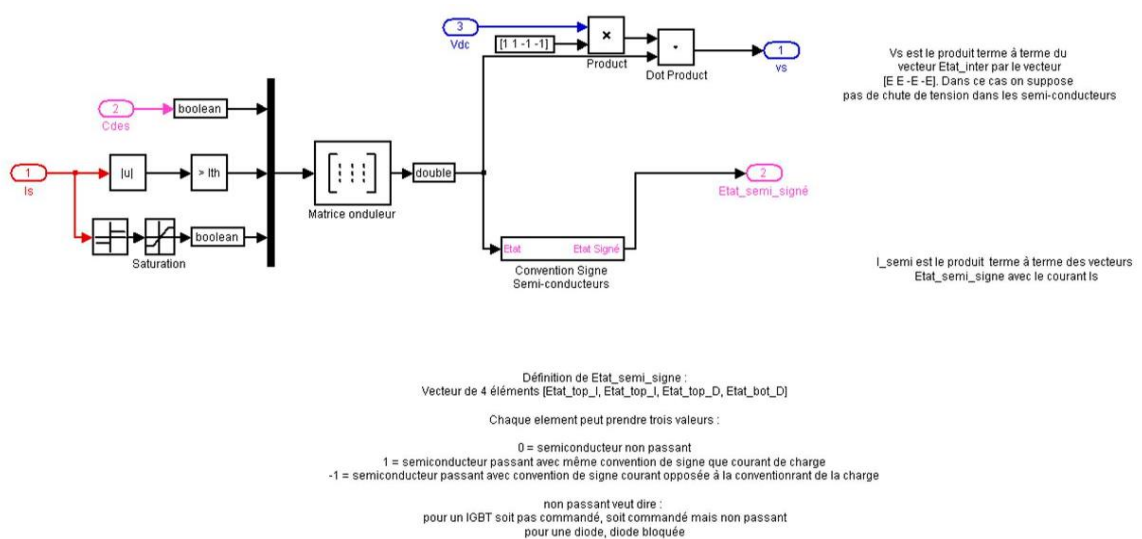 3
Vdc
[1 1 -1 -1]
×
Product
Dot Product
1
vs
Vs est le produit terme à terme du
vecteur Etat_inter par le vecteur
[E E -E -E]. Dans ce cas on suppose
pas de chute de tension dans les semi-conducteurs
2
Cdes
boolean
1
Is
|u|
> Ith
Matrice onduleur
double
2
Etat_semi_signé
boolean
Saturation
Etat
Etat Signé
Convention Signe
Semi-conducteurs
I_semi est le produit terme à terme des vecteurs
Etat_semi_signe avec le courant Is
Définition de Etat_semi_signe :
Vecteur de 4 éléments [Etat_top_I, Etat_top_I, Etat_top_D, Etat_bot_D]
Chaque element peut prendre trois valeurs :
0 = semiconducteur non passant
1 = semiconducteur passant avec même convention de signe que courant de charge
-1 = semiconducteur passant avec convention de signe courant opposée à la conventionrant de la charge
non passant veut dire :
pour un IGBT soit pas commandé, soit commandé mais non passant
pour une diode, diode bloquée